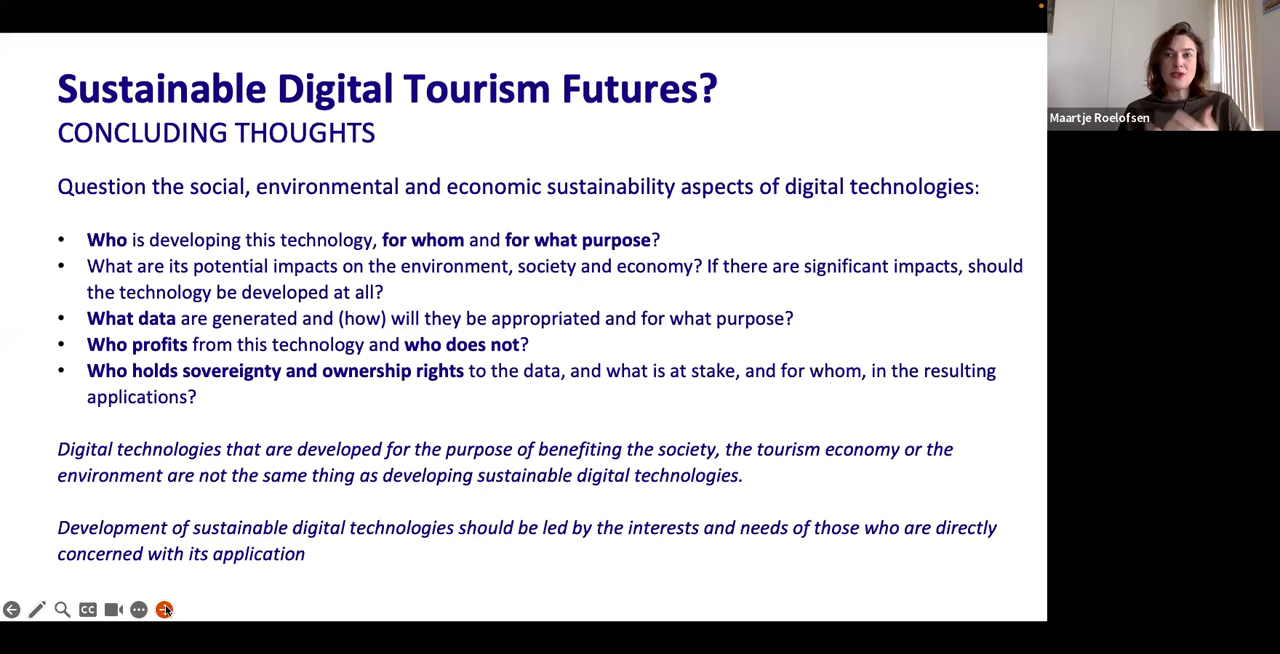 Sustainable Digital Tourism Futures?
CONCLUDING THOUGHTS
Maartje Roelofsen
Question the social, environmental and economic sustainability aspects of digital technologies:
• Who is developing this technology, for whom and for what purpose?
• What are its potential impacts on the environment, society and economy? If there are significant impacts, should
the technology be developed at all?
• What data are generated and (how) will they be appropriated and for what purpose?
• Who profits from this technology and who does not?
• Who holds sovereignty and ownership rights to the data, and what is at stake, and for whom, in the resulting
applications?
Digital technologies that are developed for the purpose of benefiting the society, the tourism economy or the
environment are not the same thing as developing sustainable digital technologies.
Development of sustainable digital technologies should be led by the interests and needs of those who are directly
concerned with its application
CC